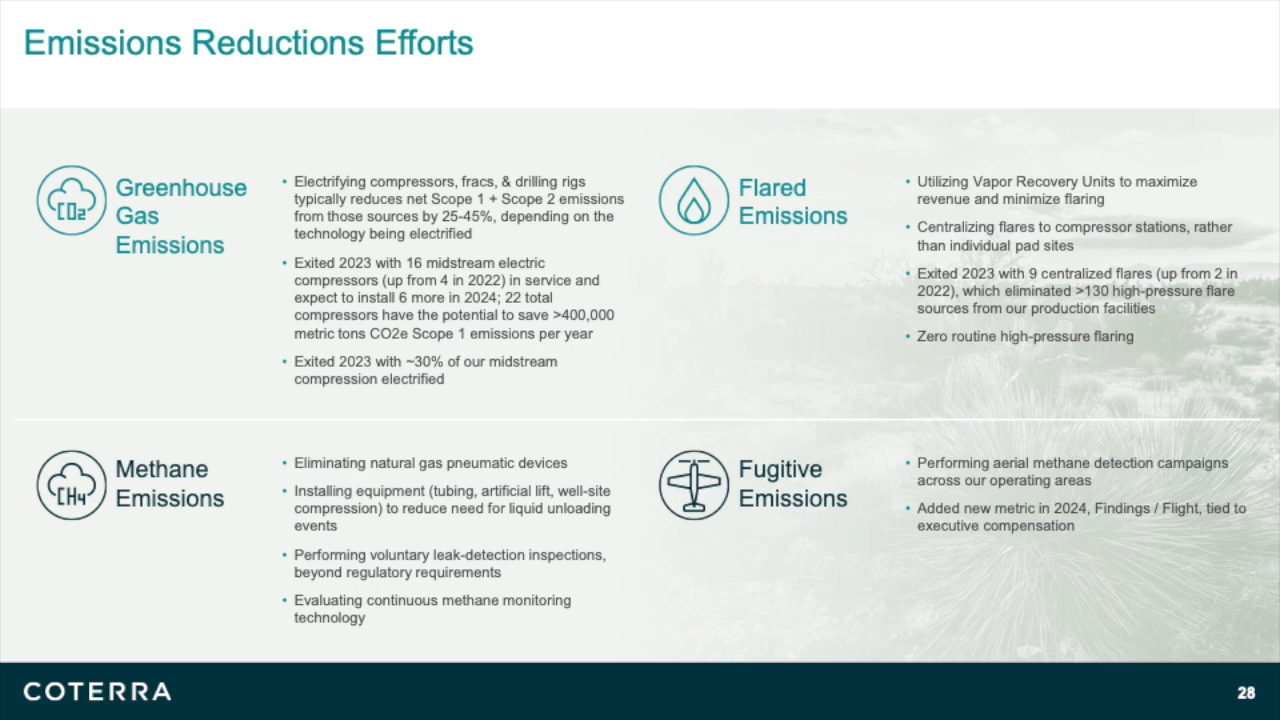 Emissions Reductions Efforts
CO₂
Greenhouse
Gas
Emissions
• Electrifying compressors, fracs, & drilling rigs
typically reduces net Scope 1 + Scope 2 emissions
from those sources by 25-45%, depending on the
technology being electrified
• Exited 2023 with 16 midstream electric
compressors (up from 4 in 2022) in service and
expect to install 6 more in 2024; 22 total
compressors have the potential to save >400,000
metric tons CO2e Scope 1 emissions per year
• Exited 2023 with ~30% of our midstream
compression electrified
Flared
Emissions
• Utilizing Vapor Recovery Units to maximize
revenue and minimize flaring
• Centralizing flares to compressor stations, rather
than individual pad sites
• Exited 2023 with 9 centralized flares (up from 2 in
2022), which eliminated >130 high-pressure flare
sources from our production facilities
• Zero routine high-pressure flaring
CH₄
Methane
Emissions
• Eliminating natural gas pneumatic devices
• Installing equipment (tubing, artificial lift, well-site
compression) to reduce need for liquid unloading
events
• Performing voluntary leak-detection inspections,
beyond regulatory requirements
• Evaluating continuous methane monitoring
technology
Fugitive
Emissions
• Performing aerial methane detection campaigns
across our operating areas
• Added new metric in 2024, Findings / Flight, tied to
executive compensation
COTERRA
28